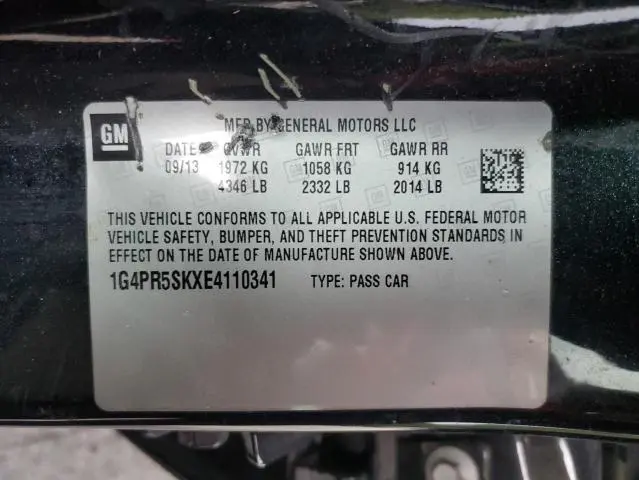 GM
MFD BY GENERAL MOTORS LLC
DATE GVWR GAWR FRT GAWR RR
09/13 1972 KG 1058 KG 914 KG
4346 LB 2332 LB 2014 LB
THIS VEHICLE CONFORMS TO ALL APPLICABLE U.S. FEDERAL MOTOR
VEHICLE SAFETY, BUMPER, AND THEFT PREVENTION STANDARDS IN
EFFECT ON THE DATE OF MANUFACTURE SHOWN ABOVE.
1G4PR5SKXE4110341 TYPE: PASS CAR